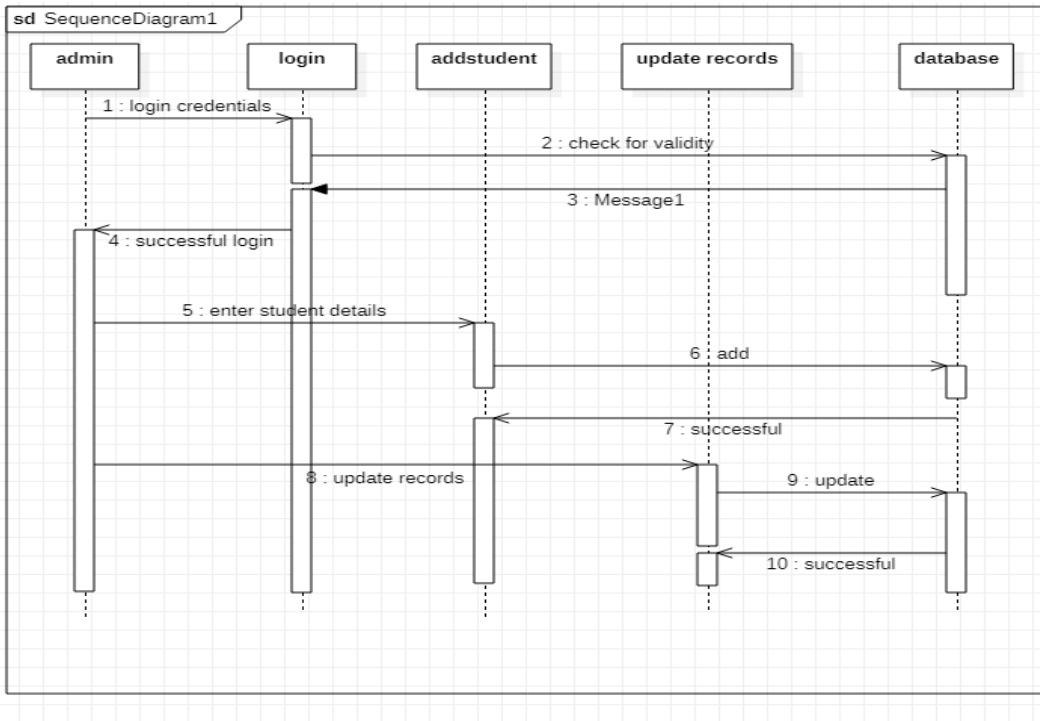 sd SequenceDiagram1
admin
login
addstudent
update records
database
1 : login credentials
2 : check for validity
3 : Message1
4 : successful login
5 : enter student details
6 : add
7 : successful
8 : update records
9 : update
10 : successful